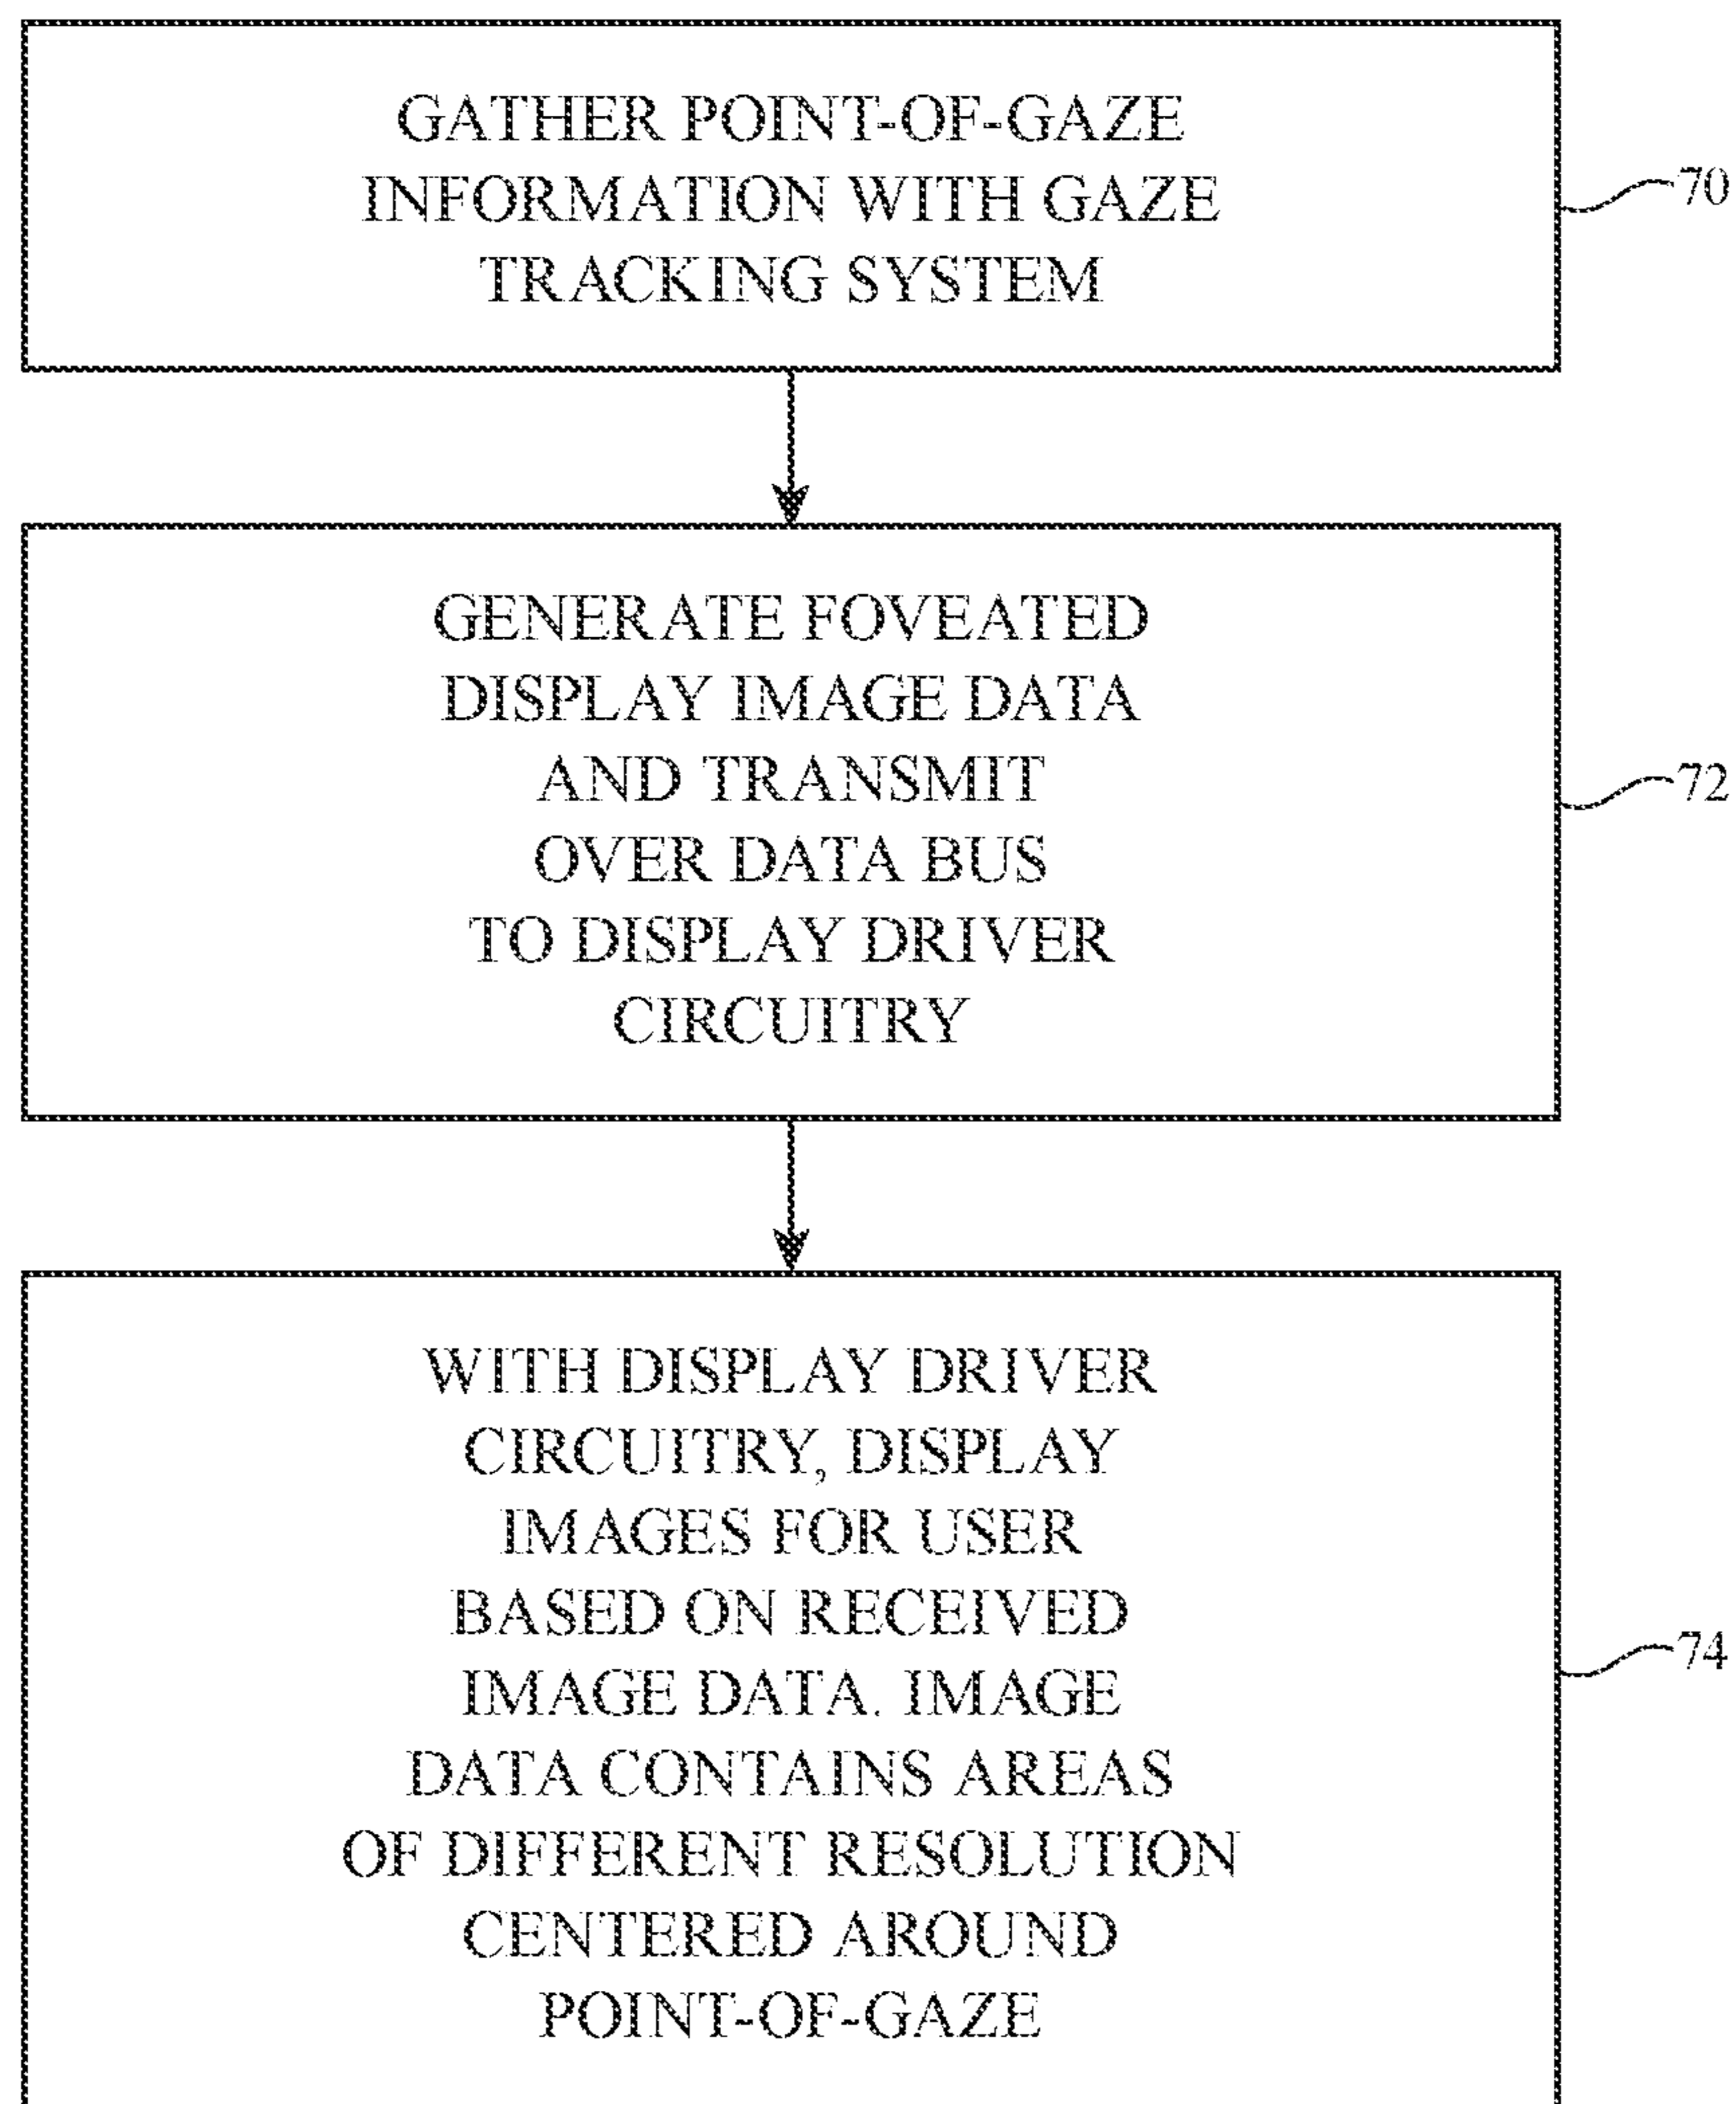 GATHER POINT-OF-GAZE
INFORMATION WITH GAZE
TRACKING SYSTEM
70
GENERATE FOVEATED
DISPLAY IMAGE DATA
AND TRANSMIT
OVER DATA BUS
TO DISPLAY DRIVER
CIRCUITRY
72
WITH DISPLAY DRIVER
CIRCUITRY, DISPLAY
IMAGES FOR USER
BASED ON RECEIVED
IMAGE DATA. IMAGE
DATA CONTAINS AREAS
OF DIFFERENT RESOLUTION
CENTERED AROUND
POINT-OF-GAZE
74